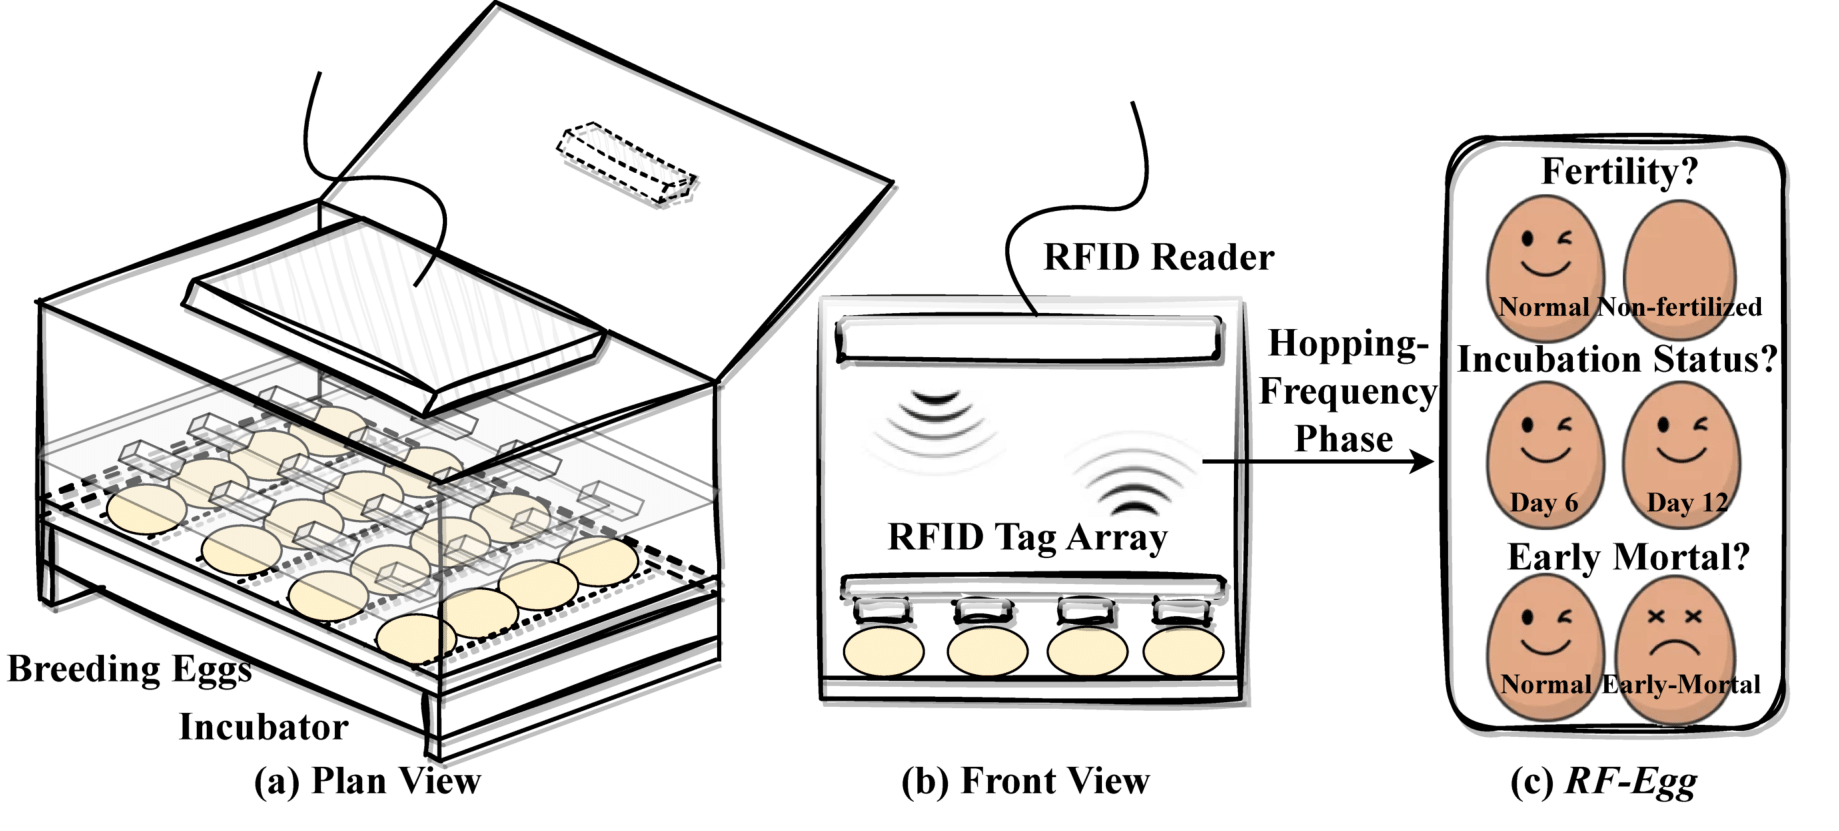 Breeding Eggs
Incubator
(a) Plan View
RFID Reader
RFID Tag Array
(b) Front View
Hopping-
Frequency
Phase
Fertility?
Normal Non-fertilized
Incubation Status?
Day 6 Day 12
Early Mortal?
Normal Early-Mortal
(c) RF-Egg